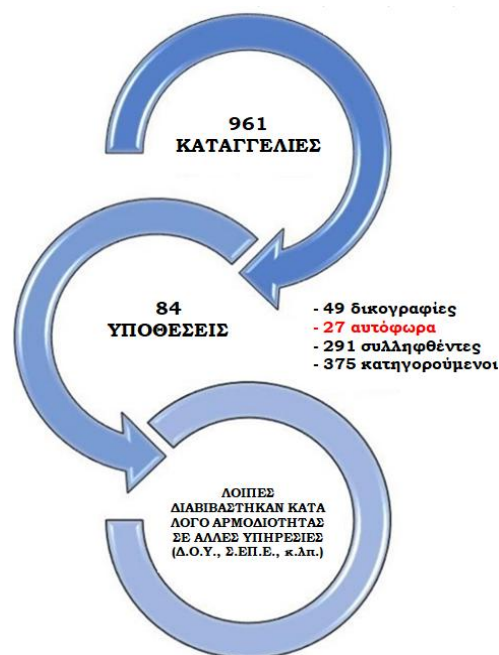 961
ΚΑΤΑΓΓΕΛΙΕΣ
84
ΥΠΟΘΕΣΕΙΣ
- 49 δικογραφίες
- 27 αυτόφωρα
- 291 συλληφθέντες
- 375 κατηγορούμενοι
ΛΟΙΠΕΣ
ΔΙΑΒΙΒΑΣΤΗΚΑΝ ΚΑΤΑ
ΛΟΓΟ ΑΡΜΟΔΙΟΤΗΤΑΣ
ΣΕ ΑΛΛΕΣ ΥΠΗΡΕΣΙΕΣ
(Δ.Ο.Υ., Σ.ΕΠ.Ε., κ.λπ.)